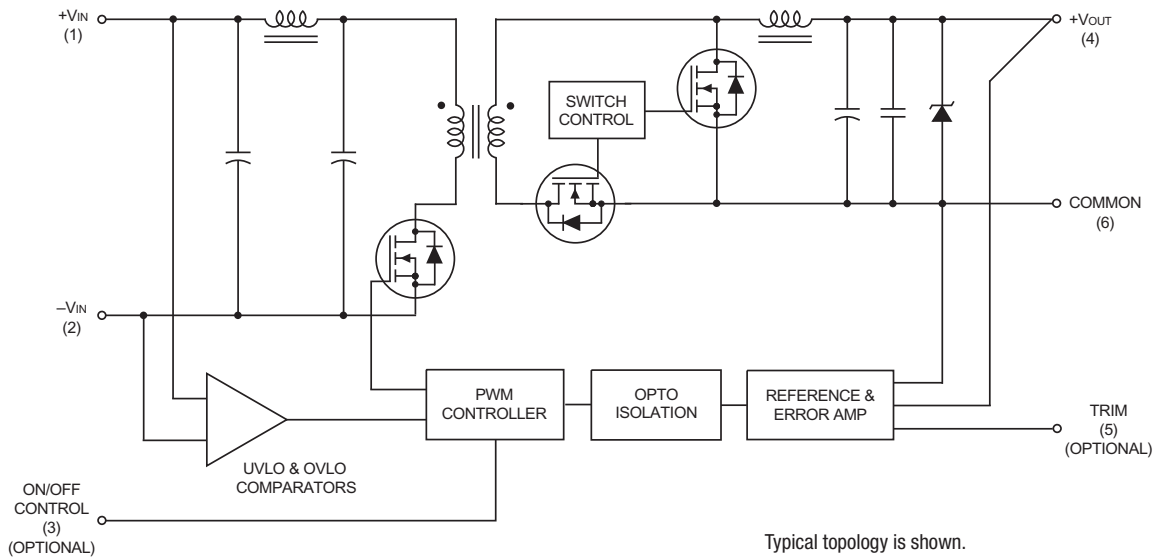 +VIN
(1)
+VOUT
(4)
SWITCH
CONTROL
COMMON
(6)
–VIN
(2)
PWM
CONTROLLER
OPTO
ISOLATION
REFERENCE &
ERROR AMP
TRIM
(5)
(OPTIONAL)
UVLO & OVLO
COMPARATORS
ON/OFF
CONTROL
(3)
(OPTIONAL)
Typical topology is shown.